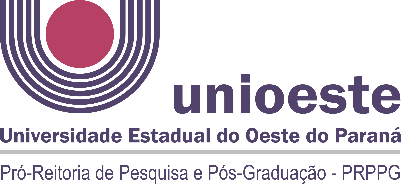 unioeste
Universidade Estadual do Oeste do Paraná
Pró-Reitoria de Pesquisa e Pós-Graduação - PRPPG